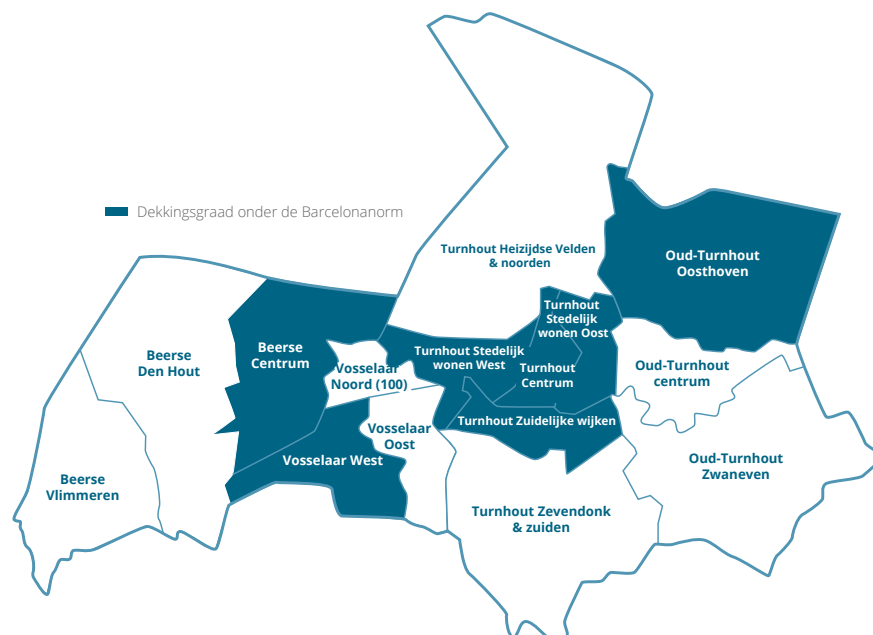 Dekkingsgraad onder de Barcelonanorm
Turnhout Heizijdse Velden
& noorden
Oud-Turnhout
Oosthoven
Turnhout
Stedelijk
wonen Oost
Beerse
Den Hout
Beerse
Centrum
Turnhout Stedelijk
wonen West
Turnhout
Centrum
Vosselaar
Noord (100)
Oud-Turnhout
centrum
Turnhout Zuidelijke wijken
Vosselaar
Oost
Vosselaar West
Oud-Turnhout
Zwaneven
Beerse
Vlimmeren
Turnhout Zevendonk
& zuiden